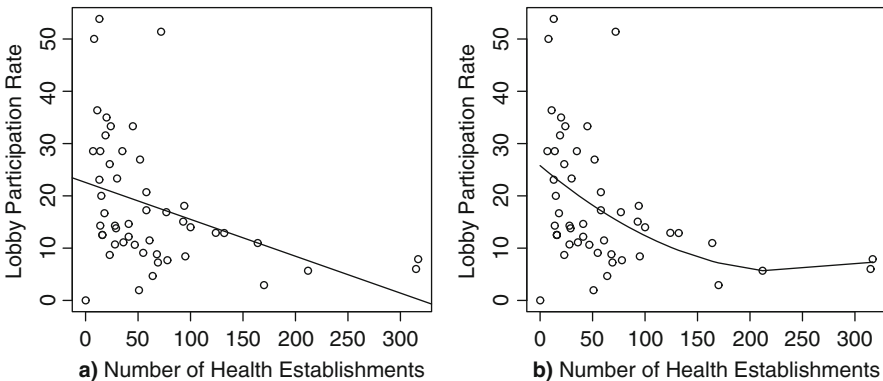 Lobby Participation Rate
50
40
30
20
10
0
0 50 100 150 200 250 300
a) Number of Health Establishments
Lobby Participation Rate
50
40
30
20
10
0
0 50 100 150 200 250 300
b) Number of Health Establishments